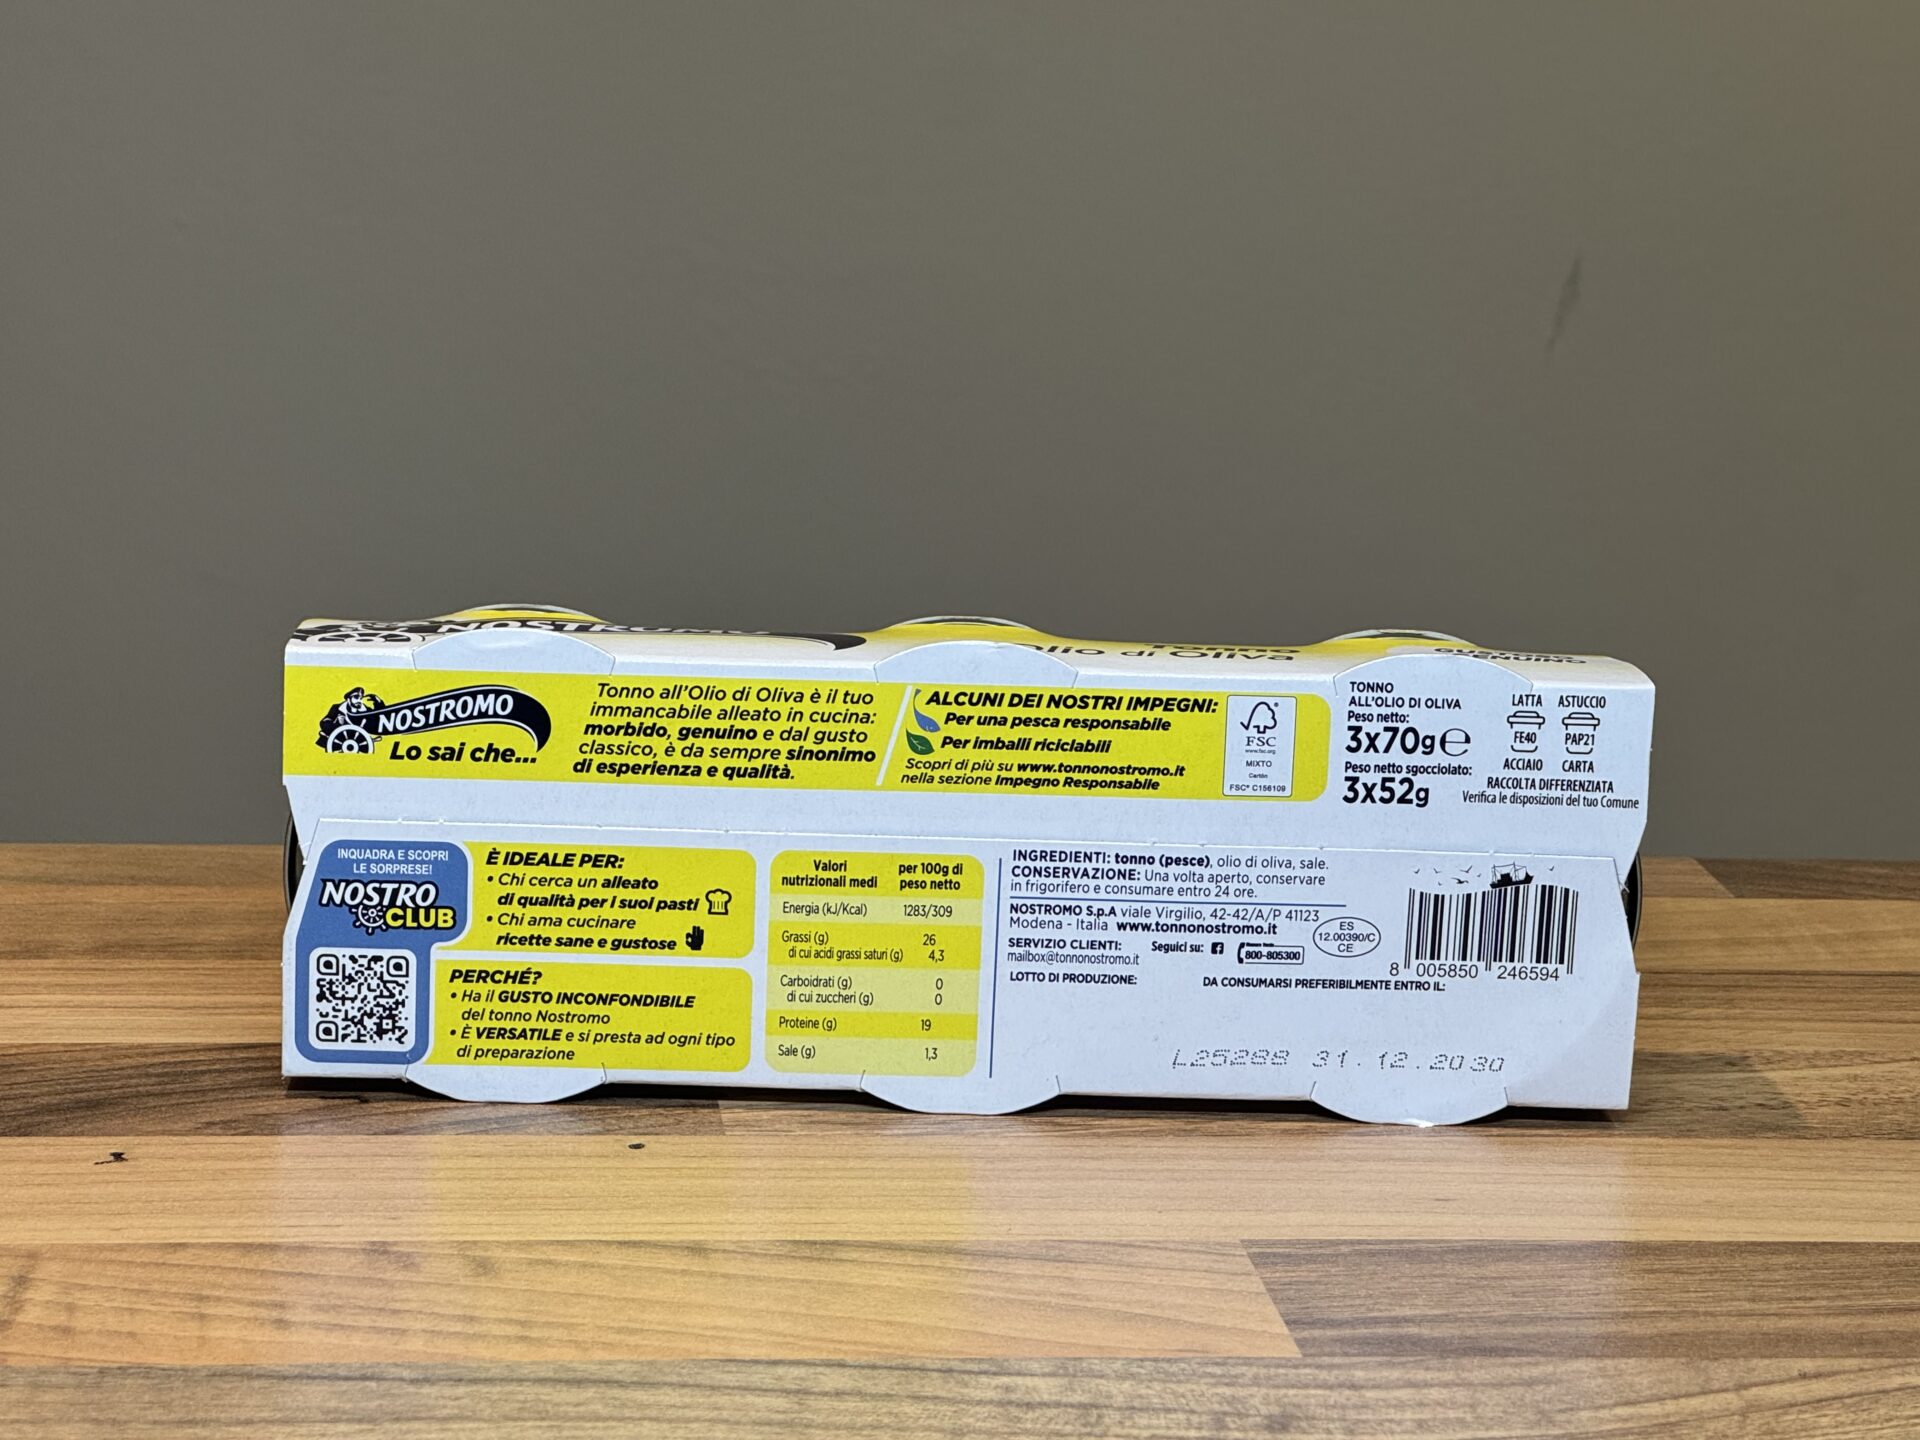 NOSTROMO
Tonno
Olio di Oliva
NOSTROMO
Lo sai che...
Tonno all'Olio di Oliva è il tuo
immancabile alleato in cucina:
morbido, genuino e dal gusto
classico, è da sempre sinonimo
di esperienza e qualità.
ALCUNI DEI NOSTRI IMPEGNI:
Per una pesca responsabile
Per imballi riciclabili
Scopri di più su www.tonnonostromo.it
nella sezione Impegno Responsabile
FSC
www.fsc.org
MIXTO
Cartón
FSC® C156109
TONNO
ALL'OLIO DI OLIVA
Peso netto:
3x70g ℮
Peso netto sgocciolato:
3x52g
LATTA ASTUCCIO
FE40 PAP21
ACCIAIO CARTA
RACCOLTA DIFFERENZIATA
Verifica le disposizioni del tuo Comune
INQUADRA E SCOPRI
LE SORPRESE!
NOSTRO
CLUB
È IDEALE PER:
• Chi cerca un alleato
di qualità per i suoi pasti
• Chi ama cucinare
ricette sane e gustose
PERCHÉ?
• Ha il GUSTO INCONFONDIBILE
del tonno Nostromo
• È VERSATILE e si presta ad ogni tipo
di preparazione
Valori nutrizionali medi per 100g di peso netto
Energia (kJ/Kcal) 1283/309
Grassi (g) 26
di cui acidi grassi saturi (g) 4,3
Carboidrati (g) 0
di cui zuccheri (g) 0
Proteine (g) 19
Sale (g) 1,3
INGREDIENTI: tonno (pesce), olio di oliva, sale.
CONSERVAZIONE: Una volta aperto, conservare
in frigorifero e consumare entro 24 ore.
NOSTROMO S.p.A viale Virgilio, 42-42/A/P 41123
Modena - Italia www.tonnonostromo.it
SERVIZIO CLIENTI:
mailbox@tonnonostromo.it
Seguici su:
800-805300
ES
12.00390/C
CE
8 005850 246594
LOTTO DI PRODUZIONE:
DA CONSUMARSI PREFERIBILMENTE ENTRO IL:
L25288 31.12.2030